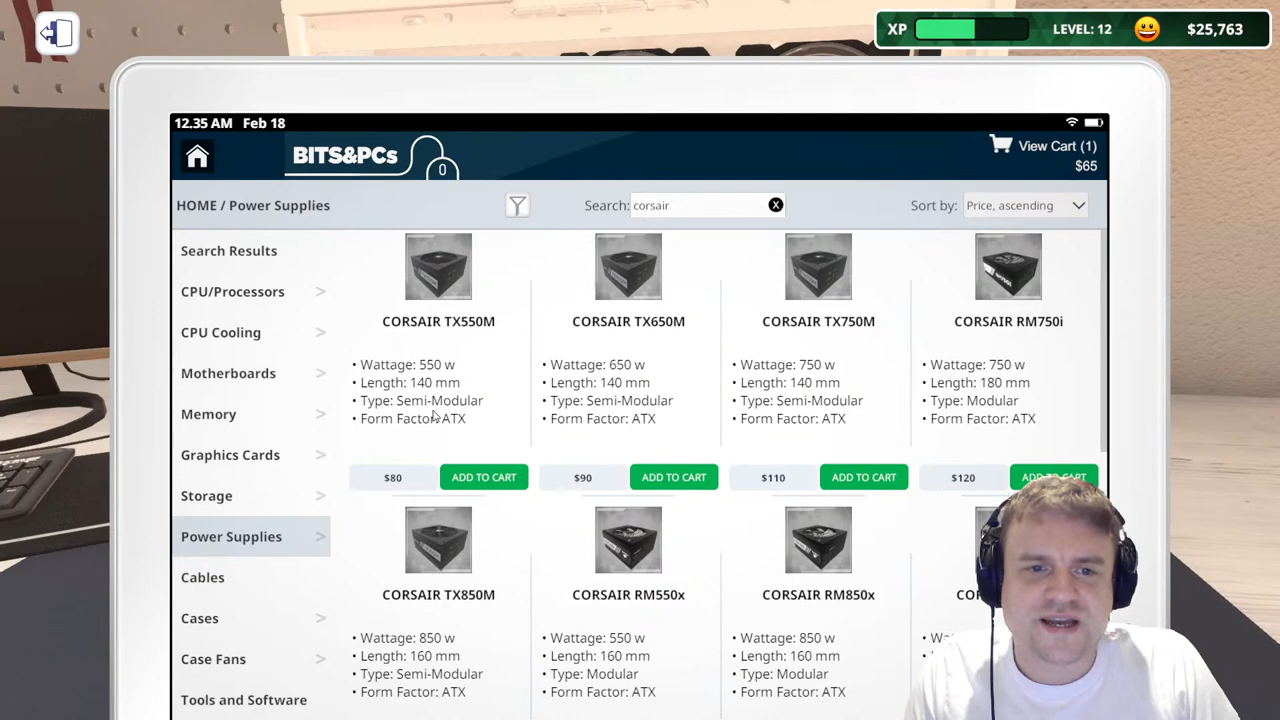 XP LEVEL: 12 $25,763
12.35 AM Feb 18
BITS&PCs 0
View Cart (1)
$65
HOME / Power Supplies
Search: corsair X
Sort by: Price, ascending
Search Results
CPU/Processors >
CPU Cooling >
Motherboards >
Memory >
Graphics Cards >
Storage >
Power Supplies >
Cables
Cases >
Case Fans >
Tools and Software
CORSAIR TX550M
• Wattage: 550 w
• Length: 140 mm
• Type: Semi-Modular
• Form Factor: ATX
$80 ADD TO CART
CORSAIR TX650M
• Wattage: 650 w
• Length: 140 mm
• Type: Semi-Modular
• Form Factor: ATX
$90 ADD TO CART
CORSAIR TX750M
• Wattage: 750 w
• Length: 140 mm
• Type: Semi-Modular
• Form Factor: ATX
$110 ADD TO CART
CORSAIR RM750i
• Wattage: 750 w
• Length: 180 mm
• Type: Modular
• Form Factor: ATX
$120 ADD TO CART
CORSAIR TX850M
• Wattage: 850 w
• Length: 160 mm
• Type: Semi-Modular
• Form Factor: ATX
CORSAIR RM550x
• Wattage: 550 w
• Length: 160 mm
• Type: Modular
• Form Factor: ATX
CORSAIR RM850x
• Wattage: 850 w
• Length: 160 mm
• Type: Modular
• Form Factor: ATX